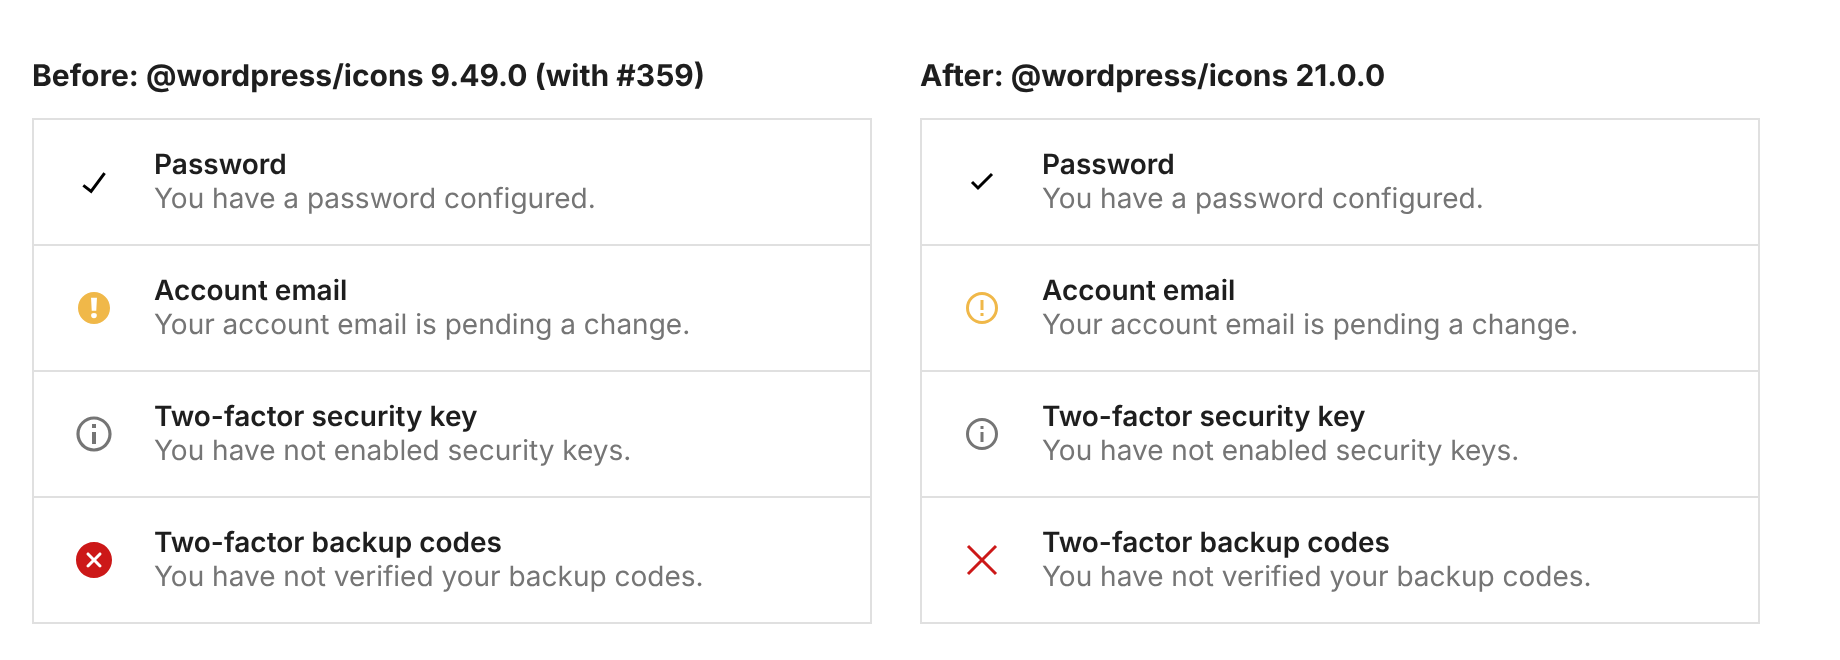 Before: @wordpress/icons 9.49.0 (with #359)
Password
You have a password configured.
Account email
Your account email is pending a change.
Two-factor security key
You have not enabled security keys.
Two-factor backup codes
You have not verified your backup codes.
After: @wordpress/icons 21.0.0
Password
You have a password configured.
Account email
Your account email is pending a change.
Two-factor security key
You have not enabled security keys.
Two-factor backup codes
You have not verified your backup codes.